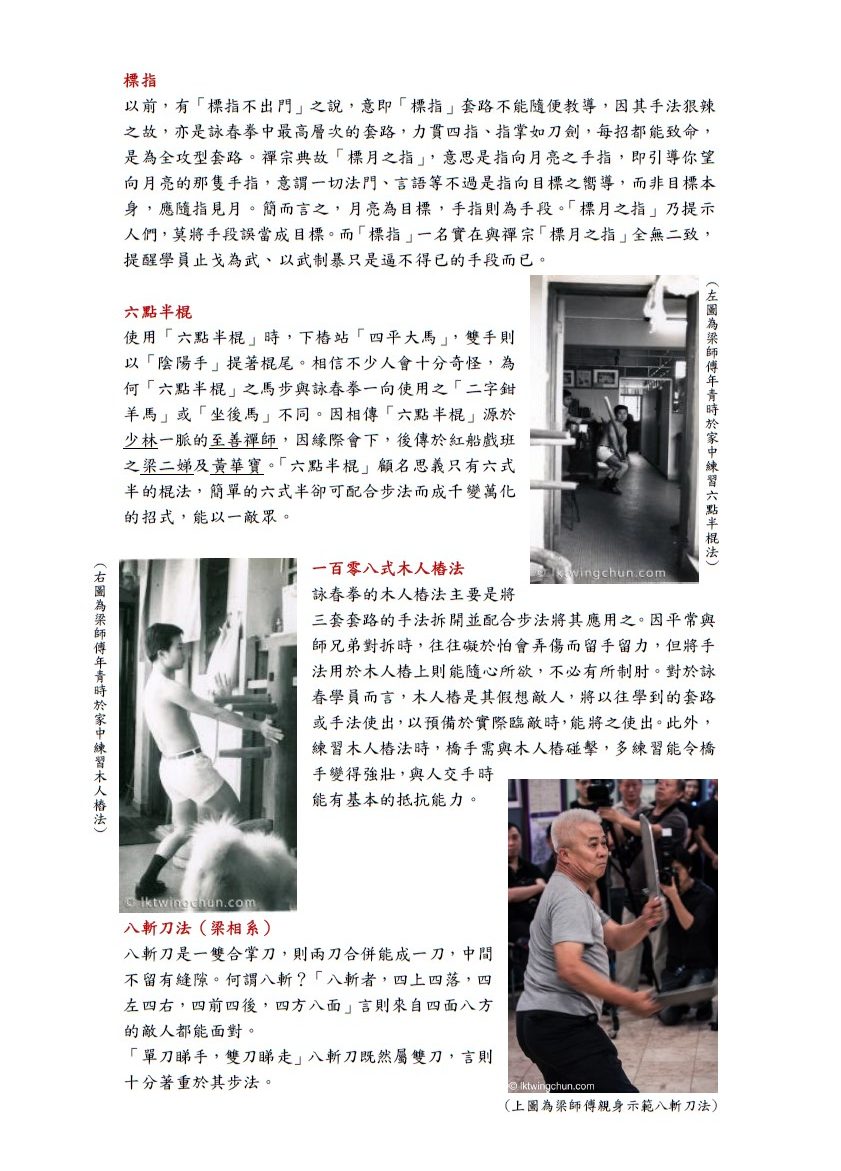 標指
以前，有「標指不出門」之說，意即「標指」套路不能隨便教導，因其手法狠辣
之故，亦是詠春拳中最高層次的套路，力貫四指、指掌如刀劍，每招都能致命，
是為全攻型套路。禪宗典故「標月之指」，意思是指向月亮之手指，即引導你望
向月亮的那隻手指，意謂一切法門、言語等不過是指向目標之嚮導，而非目標本
身，應隨指見月。簡而言之，月亮為目標，手指則為手段。「標月之指」乃提示
人們，莫將手段誤當成目標。而「標指」一名實在與禪宗「標月之指」全無二致，
提醒學員止戈為武、以武制暴只是逼不得已的手段而已。
六點半棍
使用「六點半棍」時，下樁站「四平大馬」，雙手則
以「陰陽手」提著棍尾。相信不少人會十分奇怪，為
何「六點半棍」之馬步與詠春拳一向使用之「二字鉗
羊馬」或「坐後馬」不同。因相傳「六點半棍」源於
少林一脈的至善禪師，因緣際會下，後傳於紅船戲班
之梁二娣及黃華寶。「六點半棍」顧名思義只有六式
半的棍法，簡單的六式半卻可配合步法而成千變萬化
的招式，能以一敵眾。
（左圖為梁師傅年青時於家中練習六點半棍法）
© lktwingchun.com
一百零八式木人樁法
詠春拳的木人樁法主要是將
三套套路的手法拆開並配合步法將其應用之。因平常與
師兄弟對拆時，往往礙於怕會弄傷而留手留力，但將手
法用於木人樁上則能隨心所欲，不必有所制肘。對於詠
春學員而言，木人樁是其假想敵人，將以往學到的套路
或手法使出，以預備於實際臨敵時，能將之使出。此外，
練習木人樁法時，橋手需與木人樁碰擊，多練習能令橋
手變得強壯，與人交手時
能有基本的抵抗能力。
（右圖為梁師傅年青時於家中練習木人樁法）
© lktwingchun.com
八斬刀法（梁相系）
八斬刀是一雙合掌刀，則兩刀合併能成一刀，中間
不留有縫隙。何謂八斬？「八斬者，四上四落，四
左四右，四前四後，四方八面」言則來自四面八方
的敵人都能面對。
「單刀睇手，雙刀睇走」八斬刀既然屬雙刀，言則
十分著重於其步法。
© lktwingchun.com
（上圖為梁師傅親身示範八斬刀法）